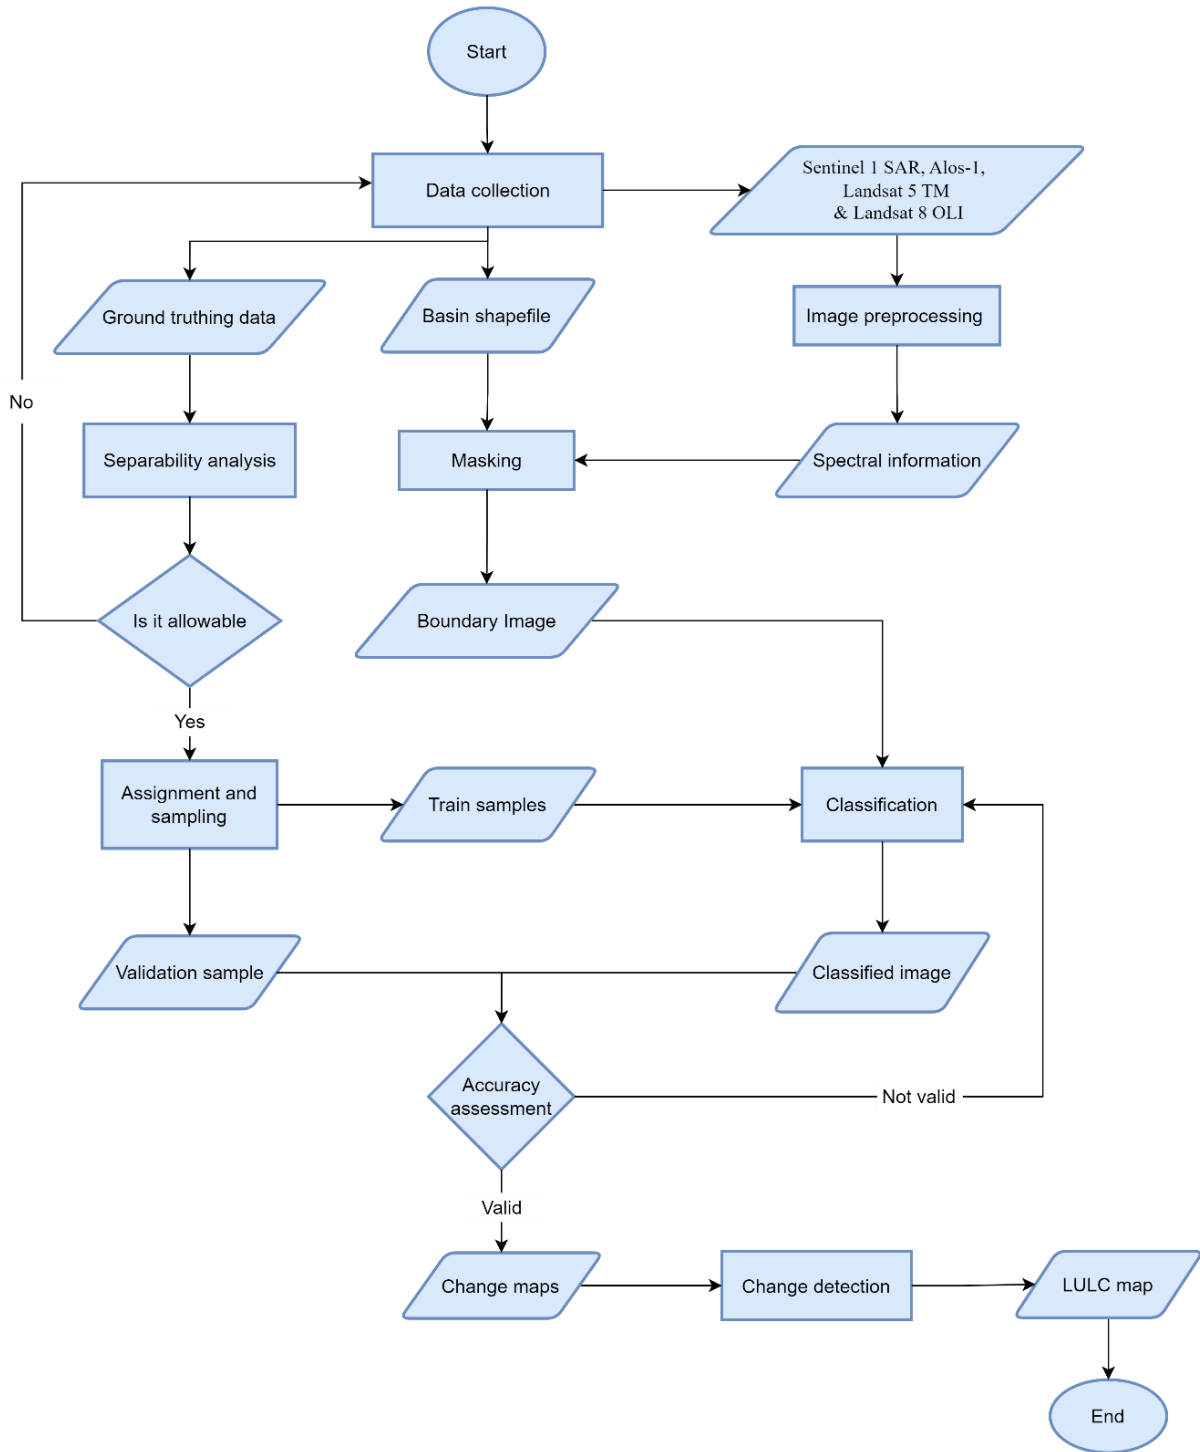 Start
Data collection
Sentinel 1 SAR, Alos-1,
Landsat 5 TM
& Landsat 8 OLI
Ground truthing data
Basin shapefile
Image preprocessing
No
Separability analysis
Masking
Spectral information
Is it allowable
Boundary Image
Yes
Assignment and
sampling
Train samples
Classification
Validation sample
Classified image
Accuracy
assessment
Not valid
Valid
Change maps
Change detection
LULC map
End